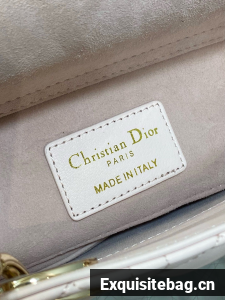 Christian Dior
PARIS
MADE IN ITALY
Exquisitebag.cn